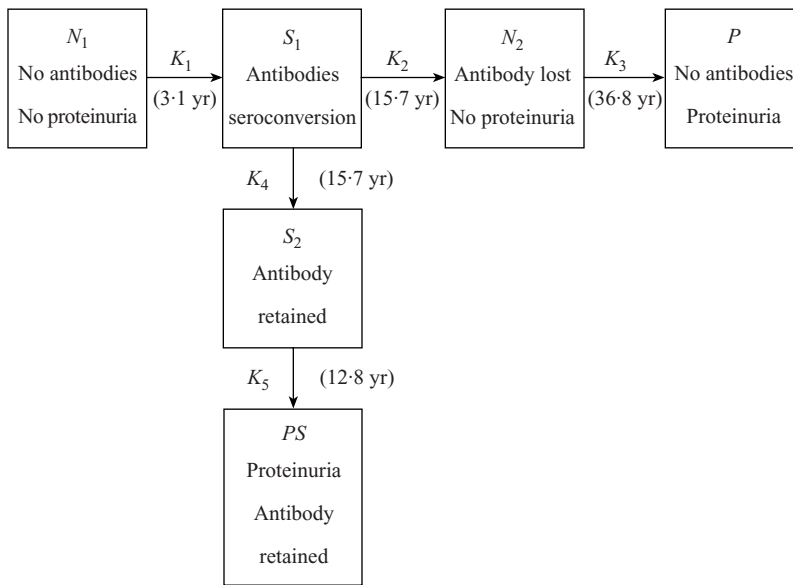 N₁
No antibodies
No proteinuria
K₁
(3·1 yr)
S₁
Antibodies
seroconversion
K₂
(15·7 yr)
N₂
Antibody lost
No proteinuria
K₃
(36·8 yr)
P
No antibodies
Proteinuria
K₄ (15·7 yr)
S₂
Antibody
retained
K₅ (12·8 yr)
PS
Proteinuria
Antibody
retained